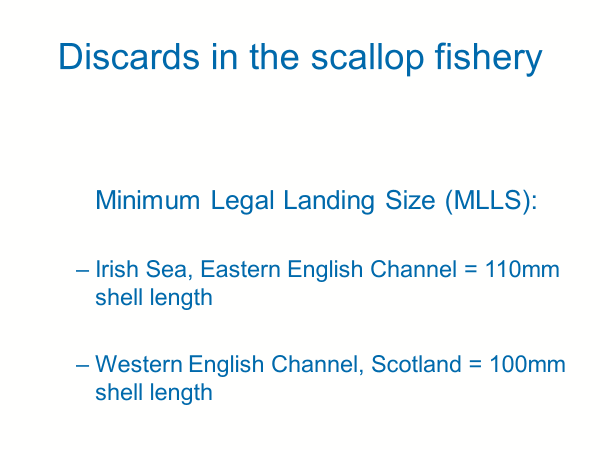 Discards in the scallop fishery
Minimum Legal Landing Size (MLLS):
– Irish Sea, Eastern English Channel = 110mm
shell length
– Western English Channel, Scotland = 100mm
shell length